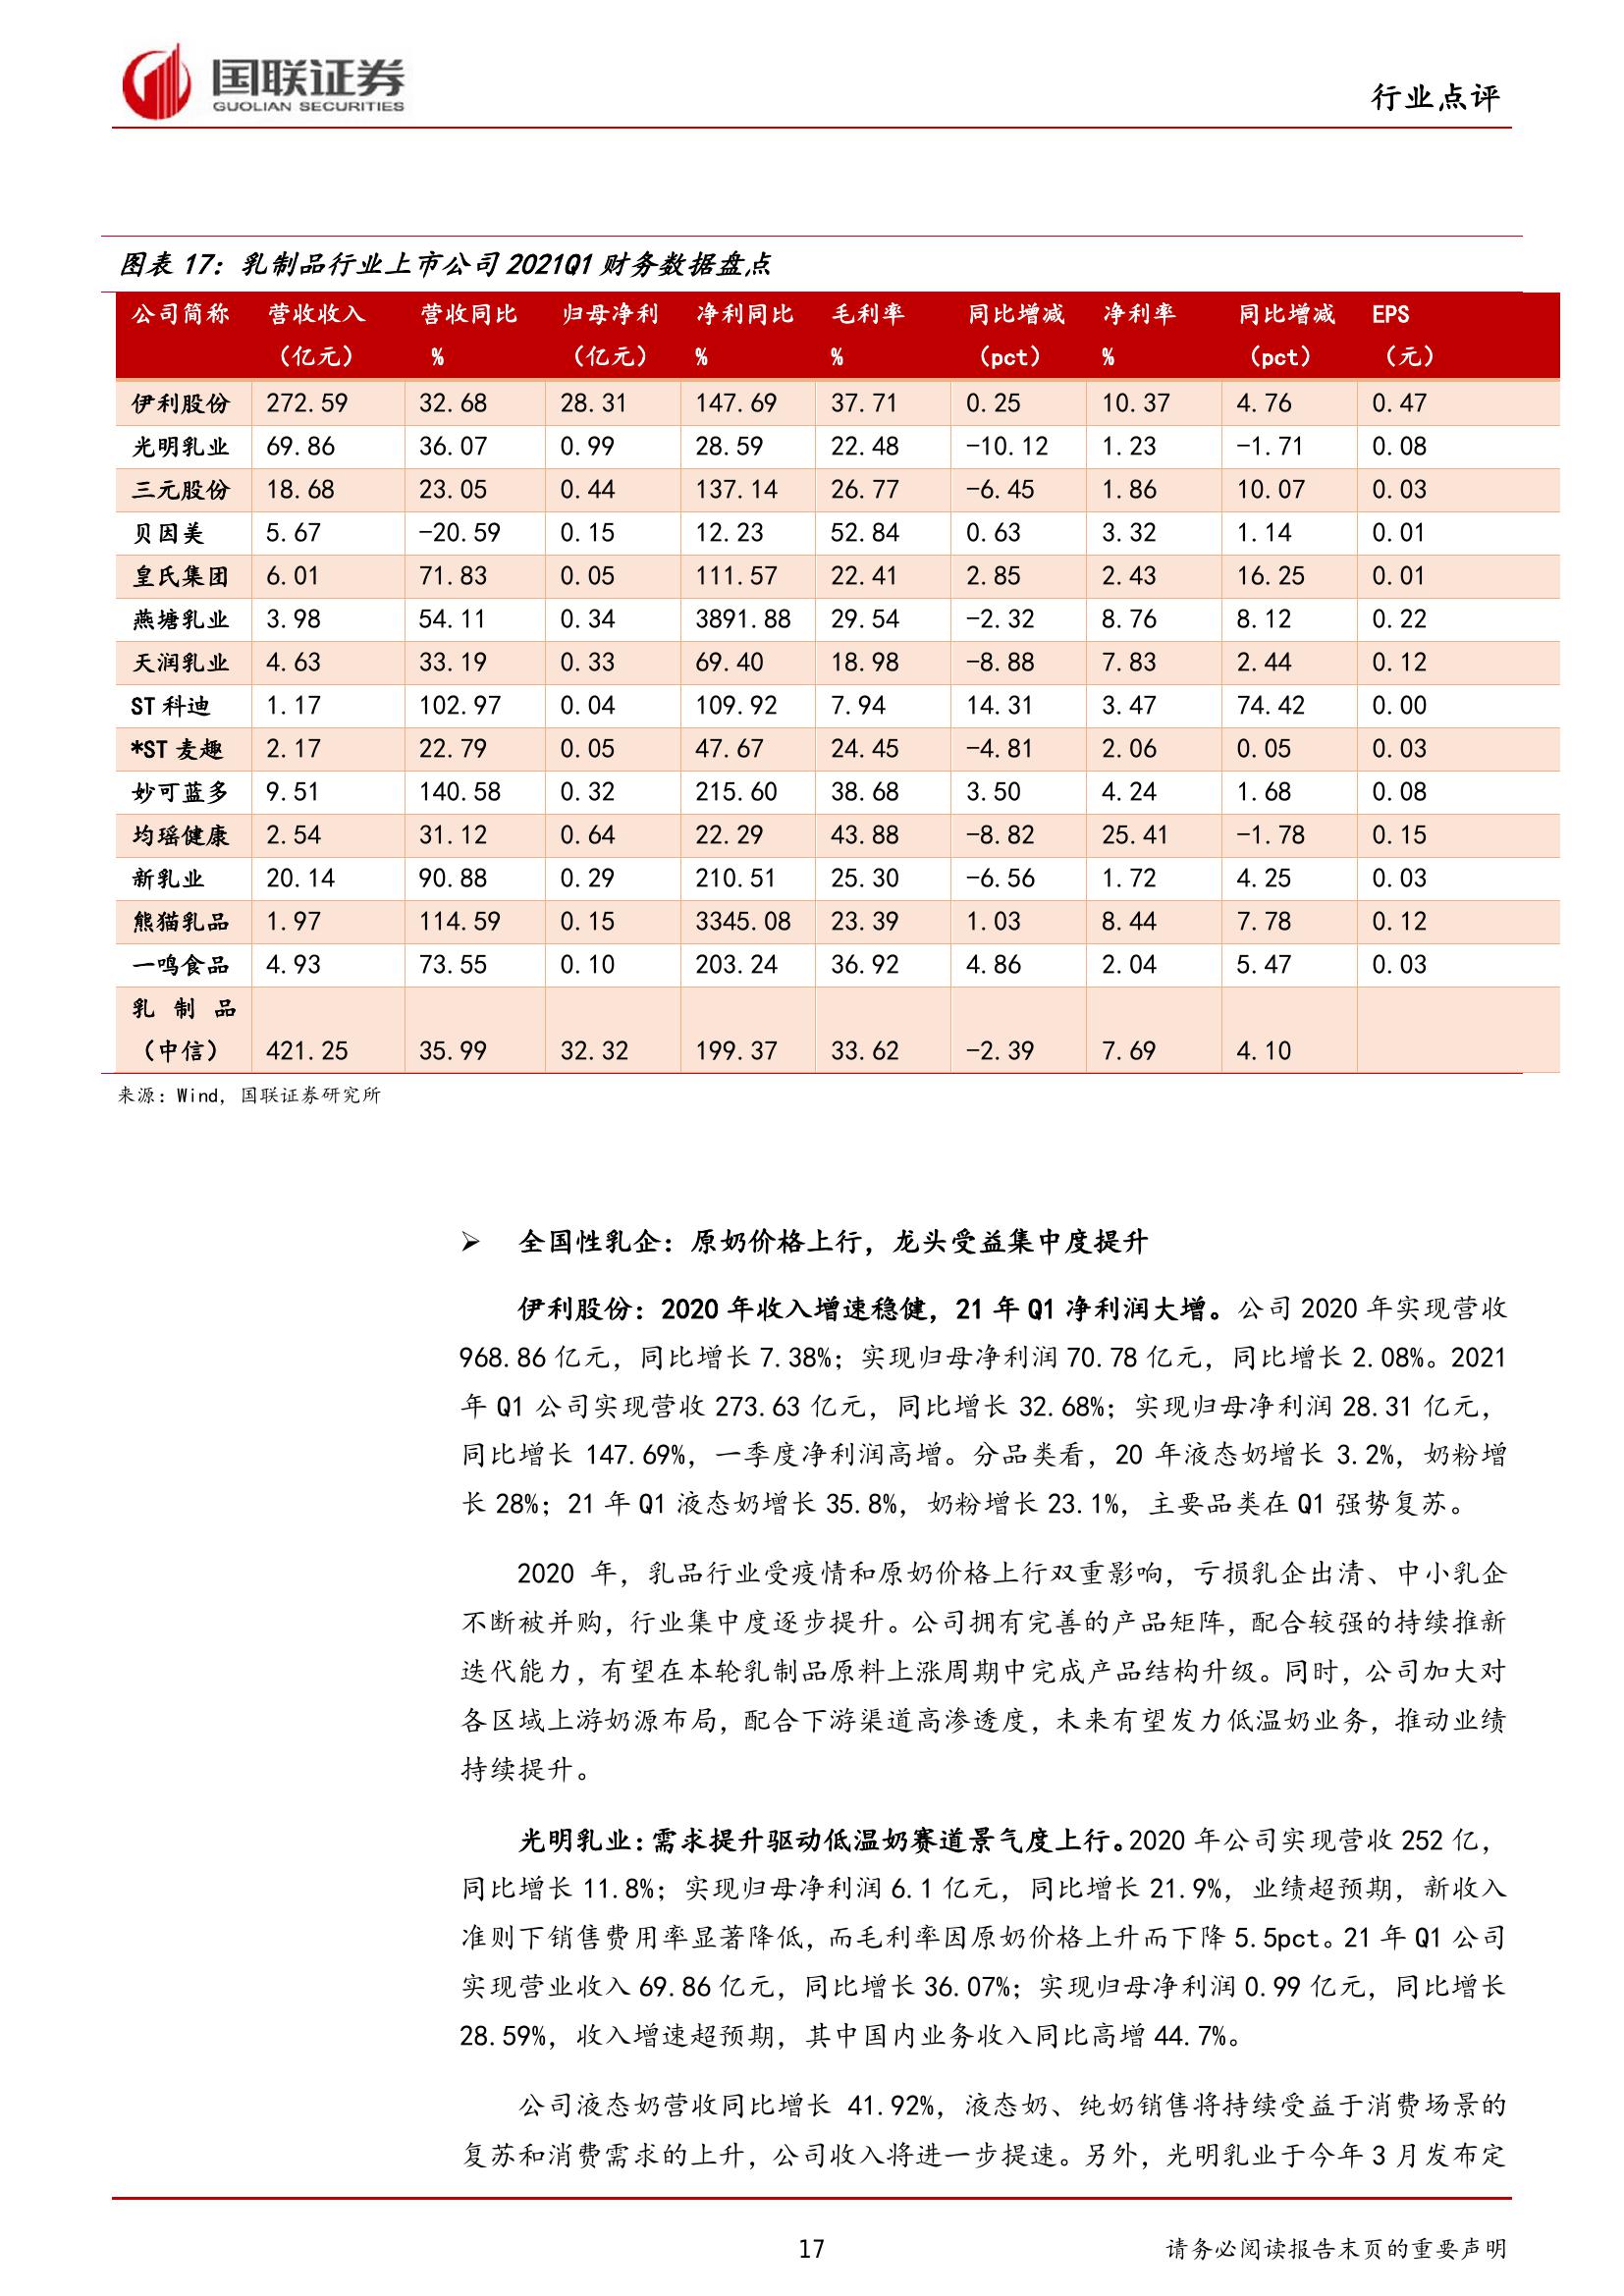 国联证券
GUOLIAN SECURITIES
行业点评
图表 17：乳制品行业上市公司 2021Q1 财务数据盘点
公司简称 营收收入（亿元） 营收同比 % 归母净利（亿元） 净利同比 % 毛利率 % 同比增减（pct） 净利率 % 同比增减（pct） EPS（元）
伊利股份 272.59 32.68 28.31 147.69 37.71 0.25 10.37 4.76 0.47
光明乳业 69.86 36.07 0.99 28.59 22.48 -10.12 1.23 -1.71 0.08
三元股份 18.68 23.05 0.44 137.14 26.77 -6.45 1.86 10.07 0.03
贝因美 5.67 -20.59 0.15 12.23 52.84 0.63 3.32 1.14 0.01
皇氏集团 6.01 71.83 0.05 111.57 22.41 2.85 2.43 16.25 0.01
燕塘乳业 3.98 54.11 0.34 3891.88 29.54 -2.32 8.76 8.12 0.22
天润乳业 4.63 33.19 0.33 69.40 18.98 -8.88 7.83 2.44 0.12
ST 科迪 1.17 102.97 0.04 109.92 7.94 14.31 3.47 74.42 0.00
*ST 麦趣 2.17 22.79 0.05 47.67 24.45 -4.81 2.06 0.05 0.03
妙可蓝多 9.51 140.58 0.32 215.60 38.68 3.50 4.24 1.68 0.08
均瑶健康 2.54 31.12 0.64 22.29 43.88 -8.82 25.41 -1.78 0.15
新乳业 20.14 90.88 0.29 210.51 25.30 -6.56 1.72 4.25 0.03
熊猫乳品 1.97 114.59 0.15 3345.08 23.39 1.03 8.44 7.78 0.12
一鸣食品 4.93 73.55 0.10 203.24 36.92 4.86 2.04 5.47 0.03
乳制品（中信） 421.25 35.99 32.32 199.37 33.62 -2.39 7.69 4.10
来源：Wind，国联证券研究所
➢ 全国性乳企：原奶价格上行，龙头受益集中度提升
伊利股份：2020 年收入增速稳健，21 年 Q1 净利润大增。公司 2020 年实现营收
968.86 亿元，同比增长 7.38%；实现归母净利润 70.78 亿元，同比增长 2.08%。2021
年 Q1 公司实现营收 273.63 亿元，同比增长 32.68%；实现归母净利润 28.31 亿元，
同比增长 147.69%，一季度净利润高增。分品类看，20 年液态奶增长 3.2%，奶粉增
长 28%；21 年 Q1 液态奶增长 35.8%，奶粉增长 23.1%，主要品类在 Q1 强势复苏。
2020 年，乳品行业受疫情和原奶价格上行双重影响，亏损乳企出清、中小乳企
不断被并购，行业集中度逐步提升。公司拥有完善的产品矩阵，配合较强的持续推新
迭代能力，有望在本轮乳制品原料上涨周期中完成产品结构升级。同时，公司加大对
各区域上游奶源布局，配合下游渠道高渗透度，未来有望发力低温奶业务，推动业绩
持续提升。
光明乳业：需求提升驱动低温奶赛道景气度上行。2020 年公司实现营收 252 亿，
同比增长 11.8%；实现归母净利润 6.1 亿元，同比增长 21.9%，业绩超预期，新收入
准则下销售费用率显著降低，而毛利率因原奶价格上升而下降 5.5pct。21 年 Q1 公司
实现营业收入 69.86 亿元，同比增长 36.07%；实现归母净利润 0.99 亿元，同比增长
28.59%，收入增速超预期，其中国内业务收入同比高增 44.7%。
公司液态奶营收同比增长 41.92%，液态奶、纯奶销售将持续受益于消费场景的
复苏和消费需求的上升，公司收入将进一步提速。另外，光明乳业于今年 3 月发布定
17
请务必阅读报告末页的重要声明